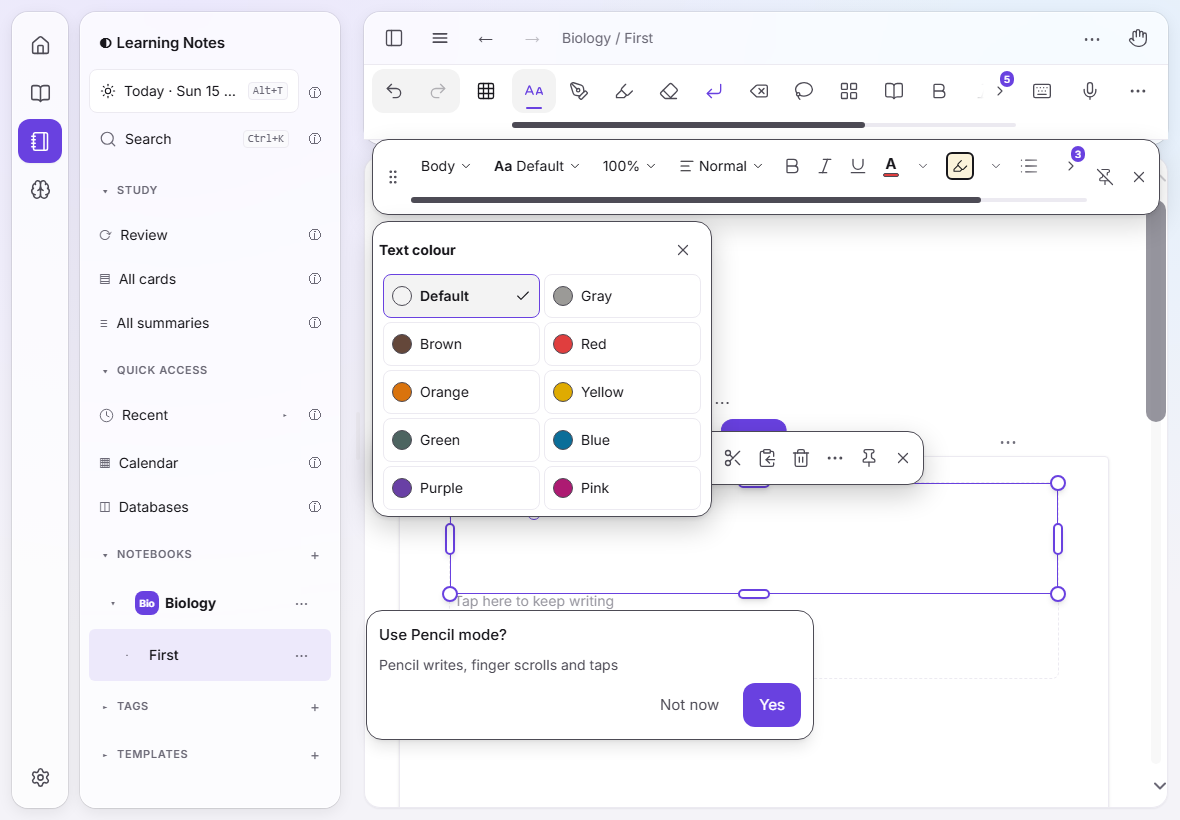 Learning Notes
Today · Sun 15 ...
Alt+T
Search
Ctrl+K
STUDY
Review
All cards
All summaries
QUICK ACCESS
Recent
Calendar
Databases
NOTEBOOKS
Bio Biology
First
TAGS
TEMPLATES
Biology / First
AA
B
5
Body
Aa Default
100%
Normal
B I U A
3
Text colour
Default
Gray
Brown
Red
Orange
Yellow
Green
Blue
Purple
Pink
Tap here to keep writing
Use Pencil mode?
Pencil writes, finger scrolls and taps
Not now
Yes